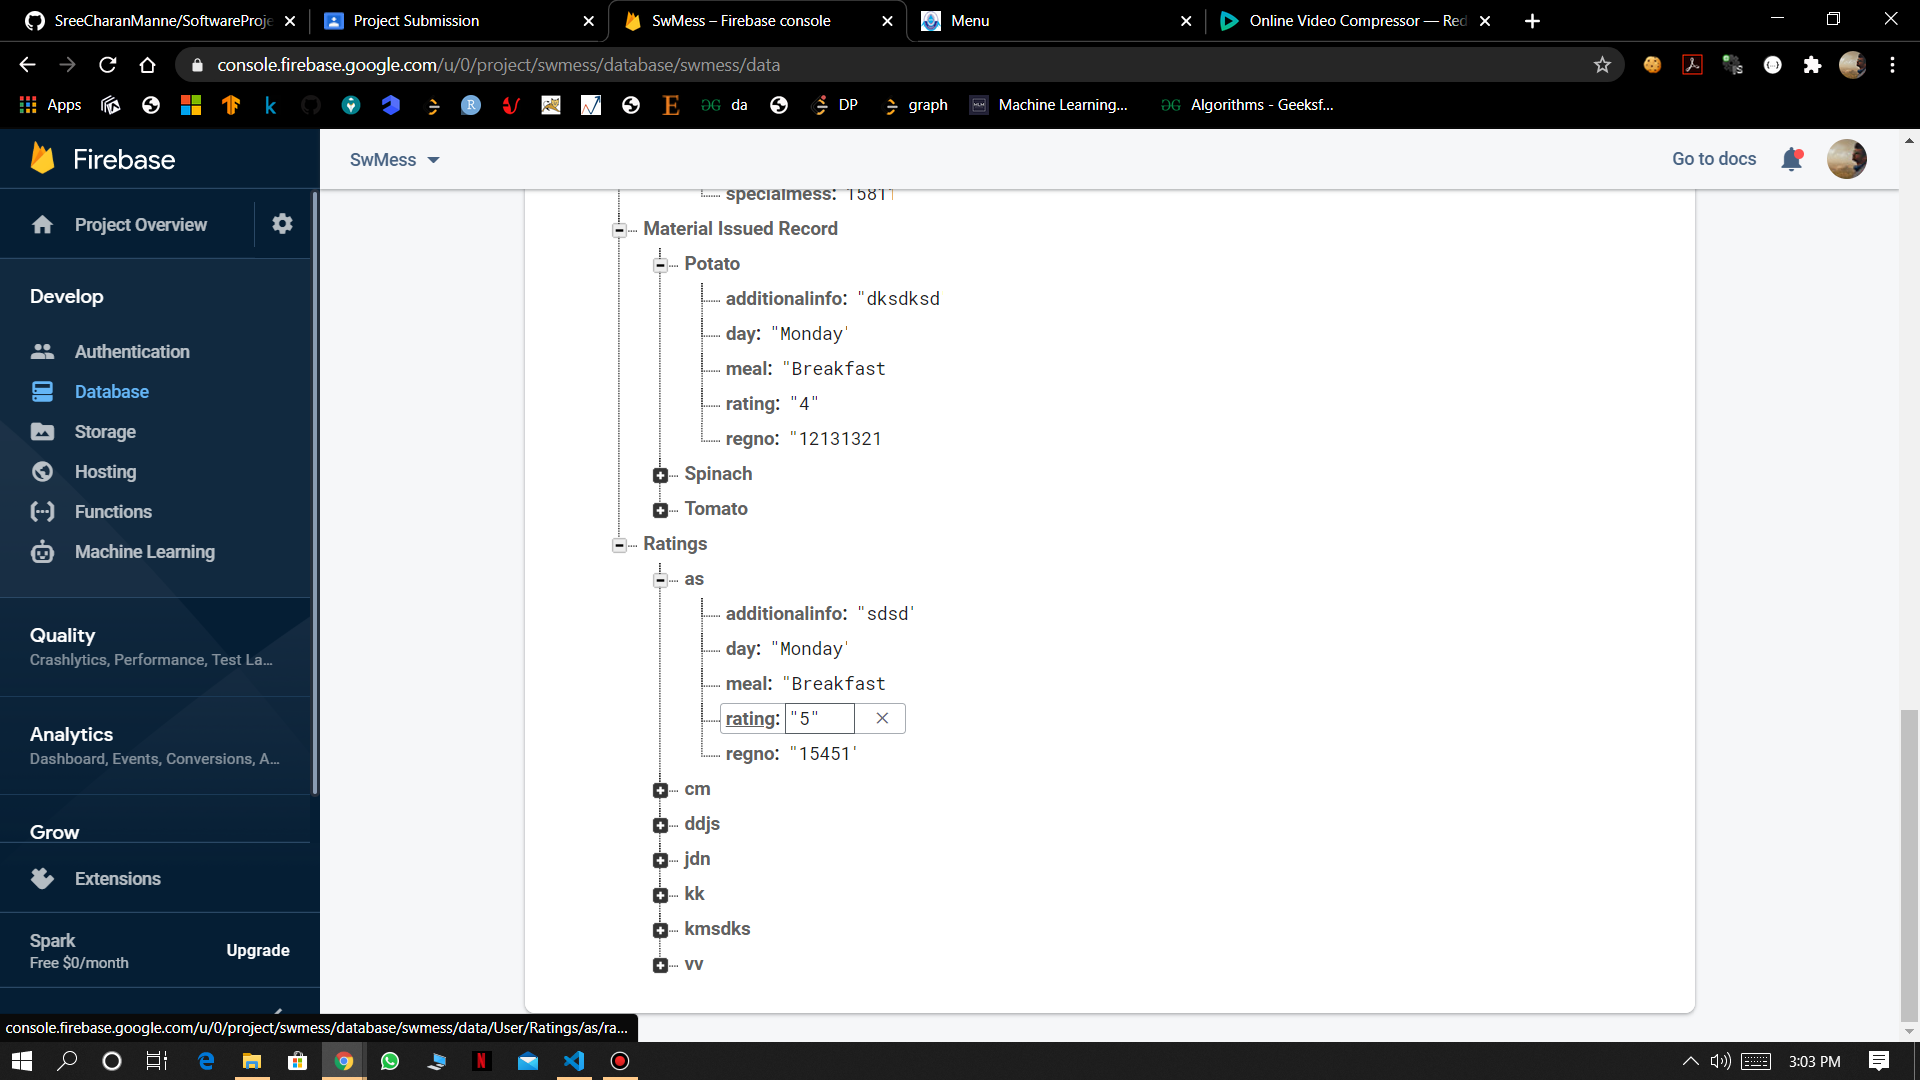 SreeCharanManne/SoftwareProje
Project Submission
SwMess – Firebase console
Menu
Online Video Compressor — Red
console.firebase.google.com/u/0/project/swmess/database/swmess/data
Apps
da
DP
graph
Machine Learning...
Algorithms - Geeksf...
Firebase
SwMess
Go to docs
Project Overview
Develop
Authentication
Database
Storage
Hosting
Functions
Machine Learning
Quality
Crashlytics, Performance, Test La...
Analytics
Dashboard, Events, Conversions, A...
Grow
Extensions
Spark
Free $0/month
Upgrade
specialmess: "1581
Material Issued Record
Potato
additionalinfo: "dksdksd
day: "Monday'
meal: "Breakfast
rating: "4"
regno: "12131321
Spinach
Tomato
Ratings
as
additionalinfo: "sdsd'
day: "Monday'
meal: "Breakfast
rating: "5"
regno: "15451'
cm
ddjs
jdn
kk
kmsdks
vv
console.firebase.google.com/u/0/project/swmess/database/swmess/data/User/Ratings/as/ra...
3:03 PM